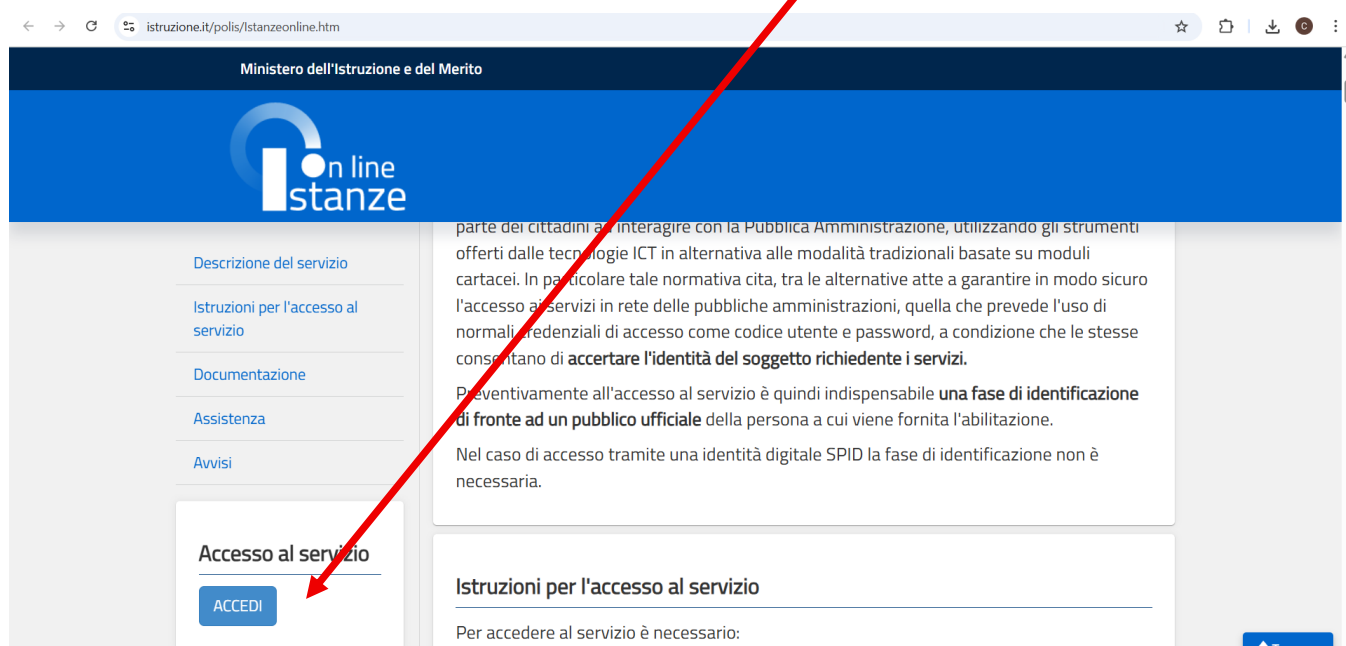 istruzione.it/polis/Istanzeonline.htm
C
Ministero dell'Istruzione e del Merito
On line
Istanze
Descrizione del servizio
Istruzioni per l'accesso al
servizio
Documentazione
Assistenza
Avvisi
Accesso al servizio
ACCEDI
parte dei cittadini ad interagire con la Pubblica Amministrazione, utilizzando gli strumenti
offerti dalle tecnologie ICT in alternativa alle modalità tradizionali basate su moduli
cartacei. In particolare tale normativa cita, tra le alternative atte a garantire in modo sicuro
l'accesso ai servizi in rete delle pubbliche amministrazioni, quella che prevede l'uso di
normali credenziali di accesso come codice utente e password, a condizione che le stesse
consentano di accertare l'identità del soggetto richiedente i servizi.
Preventivamente all'accesso al servizio è quindi indispensabile una fase di identificazione
di fronte ad un pubblico ufficiale della persona a cui viene fornita l'abilitazione.
Nel caso di accesso tramite una identità digitale SPID la fase di identificazione non è
necessaria.
Istruzioni per l'accesso al servizio
Per accedere al servizio è necessario: